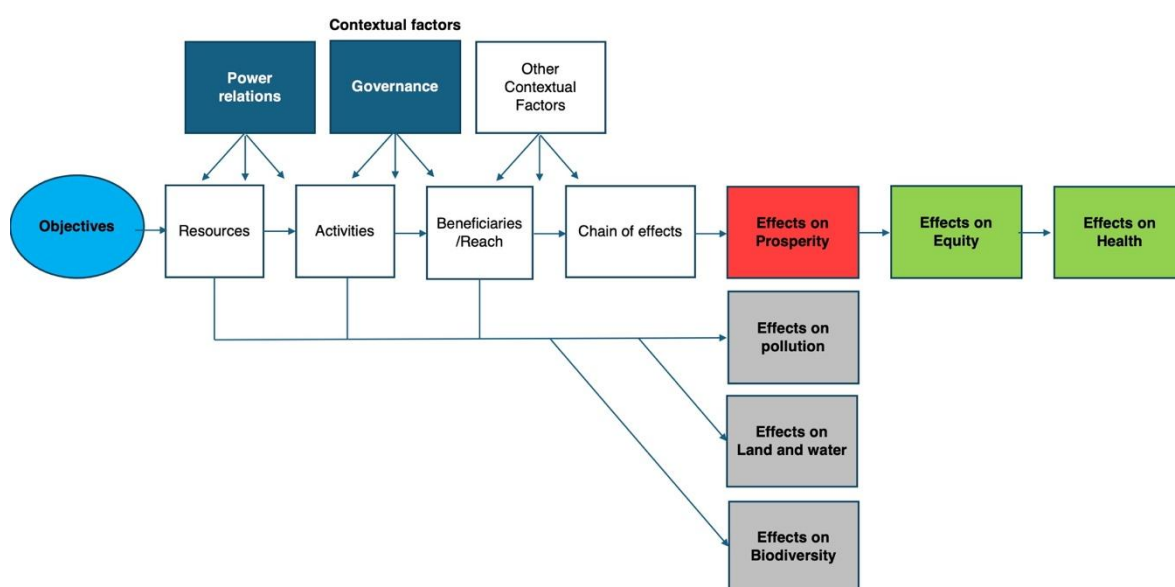 Contextual factors
Power
relations
Governance
Other
Contextual
Factors
Objectives
Resources
Activities
Beneficiaries
/Reach
Chain of effects
Effects on
Prosperity
Effects on
Equity
Effects on
Health
Effects on
pollution
Effects on
Land and water
Effects on
Biodiversity